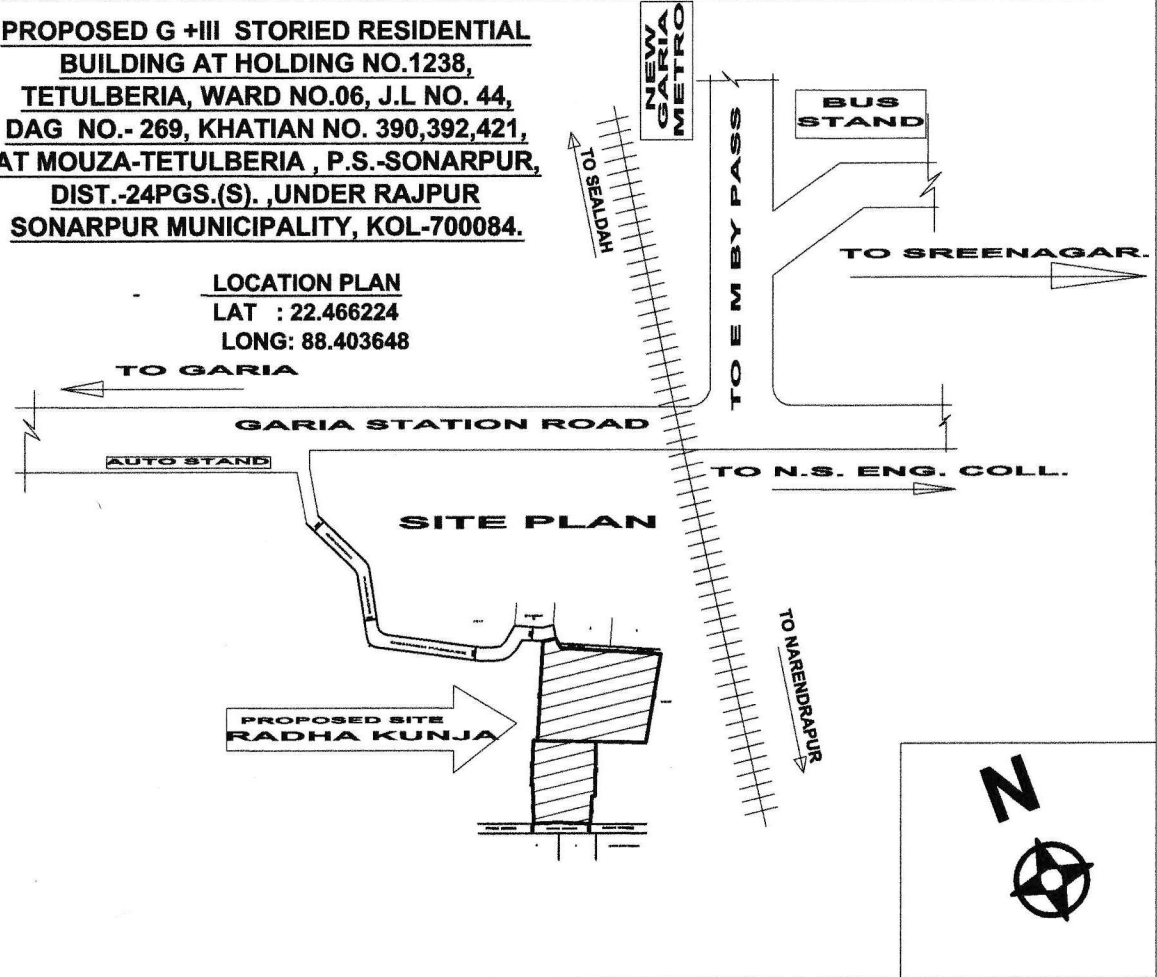 PROPOSED G +III STORIED RESIDENTIAL
BUILDING AT HOLDING NO.1238,
TETULBERIA, WARD NO.06, J.L NO. 44,
DAG NO.- 269, KHATIAN NO. 390,392,421,
AT MOUZA-TETULBERIA , P.S.-SONARPUR,
DIST.-24PGS.(S). ,UNDER RAJPUR
SONARPUR MUNICIPALITY, KOL-700084.
LOCATION PLAN
LAT : 22.466224
LONG: 88.403648
NEW
GARIA
METRO
BUS
STAND
TO SEALDAH
TO E M BY PASS
TO SREENAGAR.
TO GARIA
GARIA STATION ROAD
AUTO STAND
TO N.S. ENG. COLL.
SITE PLAN
TO NARENDRAPUR
PROPOSED SITE
RADHA KUNJA
N